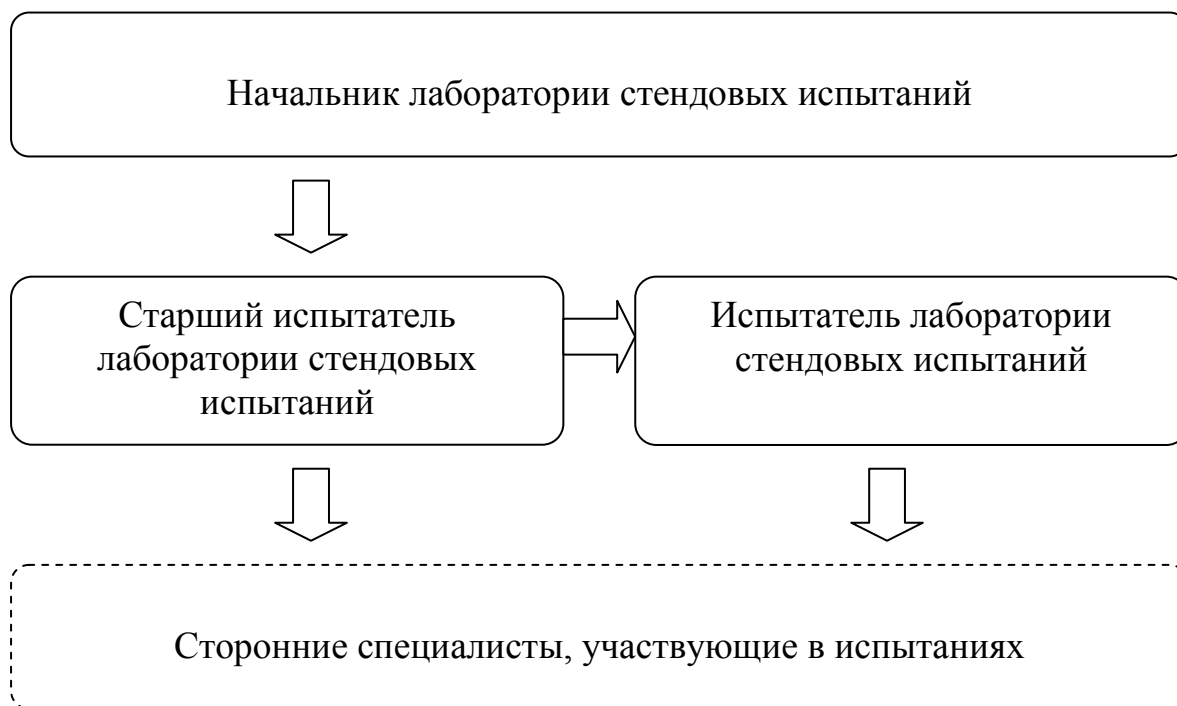 Начальник лаборатории стендовых испытаний
Старший испытатель
лаборатории стендовых
испытаний
Испытатель лаборатории
стендовых испытаний
Сторонние специалисты, участвующие в испытаниях